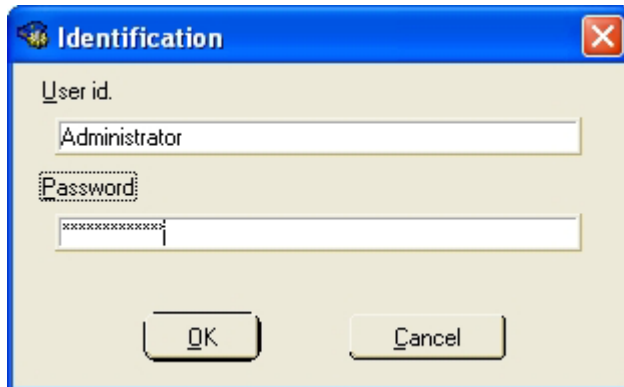 Identification
User id.
Administrator
Password
*************
OK
Cancel